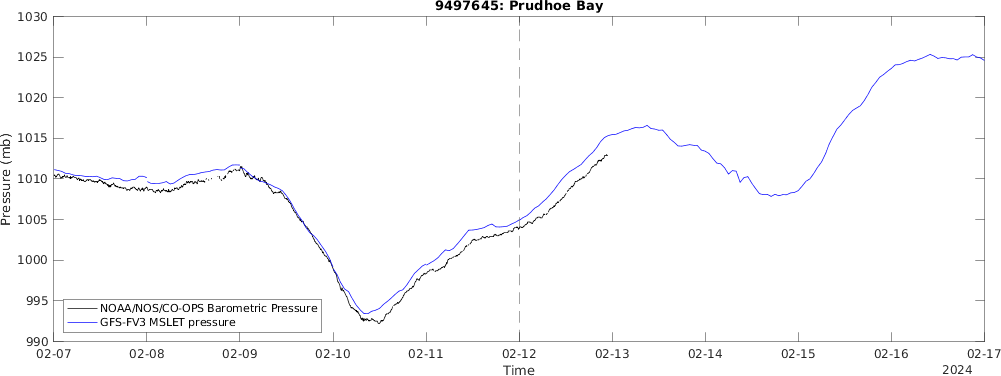 9497645: Prudhoe Bay
1030
1025
1020
1015
1010
1005
1000
995
990
Pressure (mb)
NOAA/NOS/CO-OPS Barometric Pressure
GFS-FV3 MSLET pressure
02-07 02-08 02-09 02-10 02-11 02-12 02-13 02-14 02-15 02-16 02-17
Time
2024